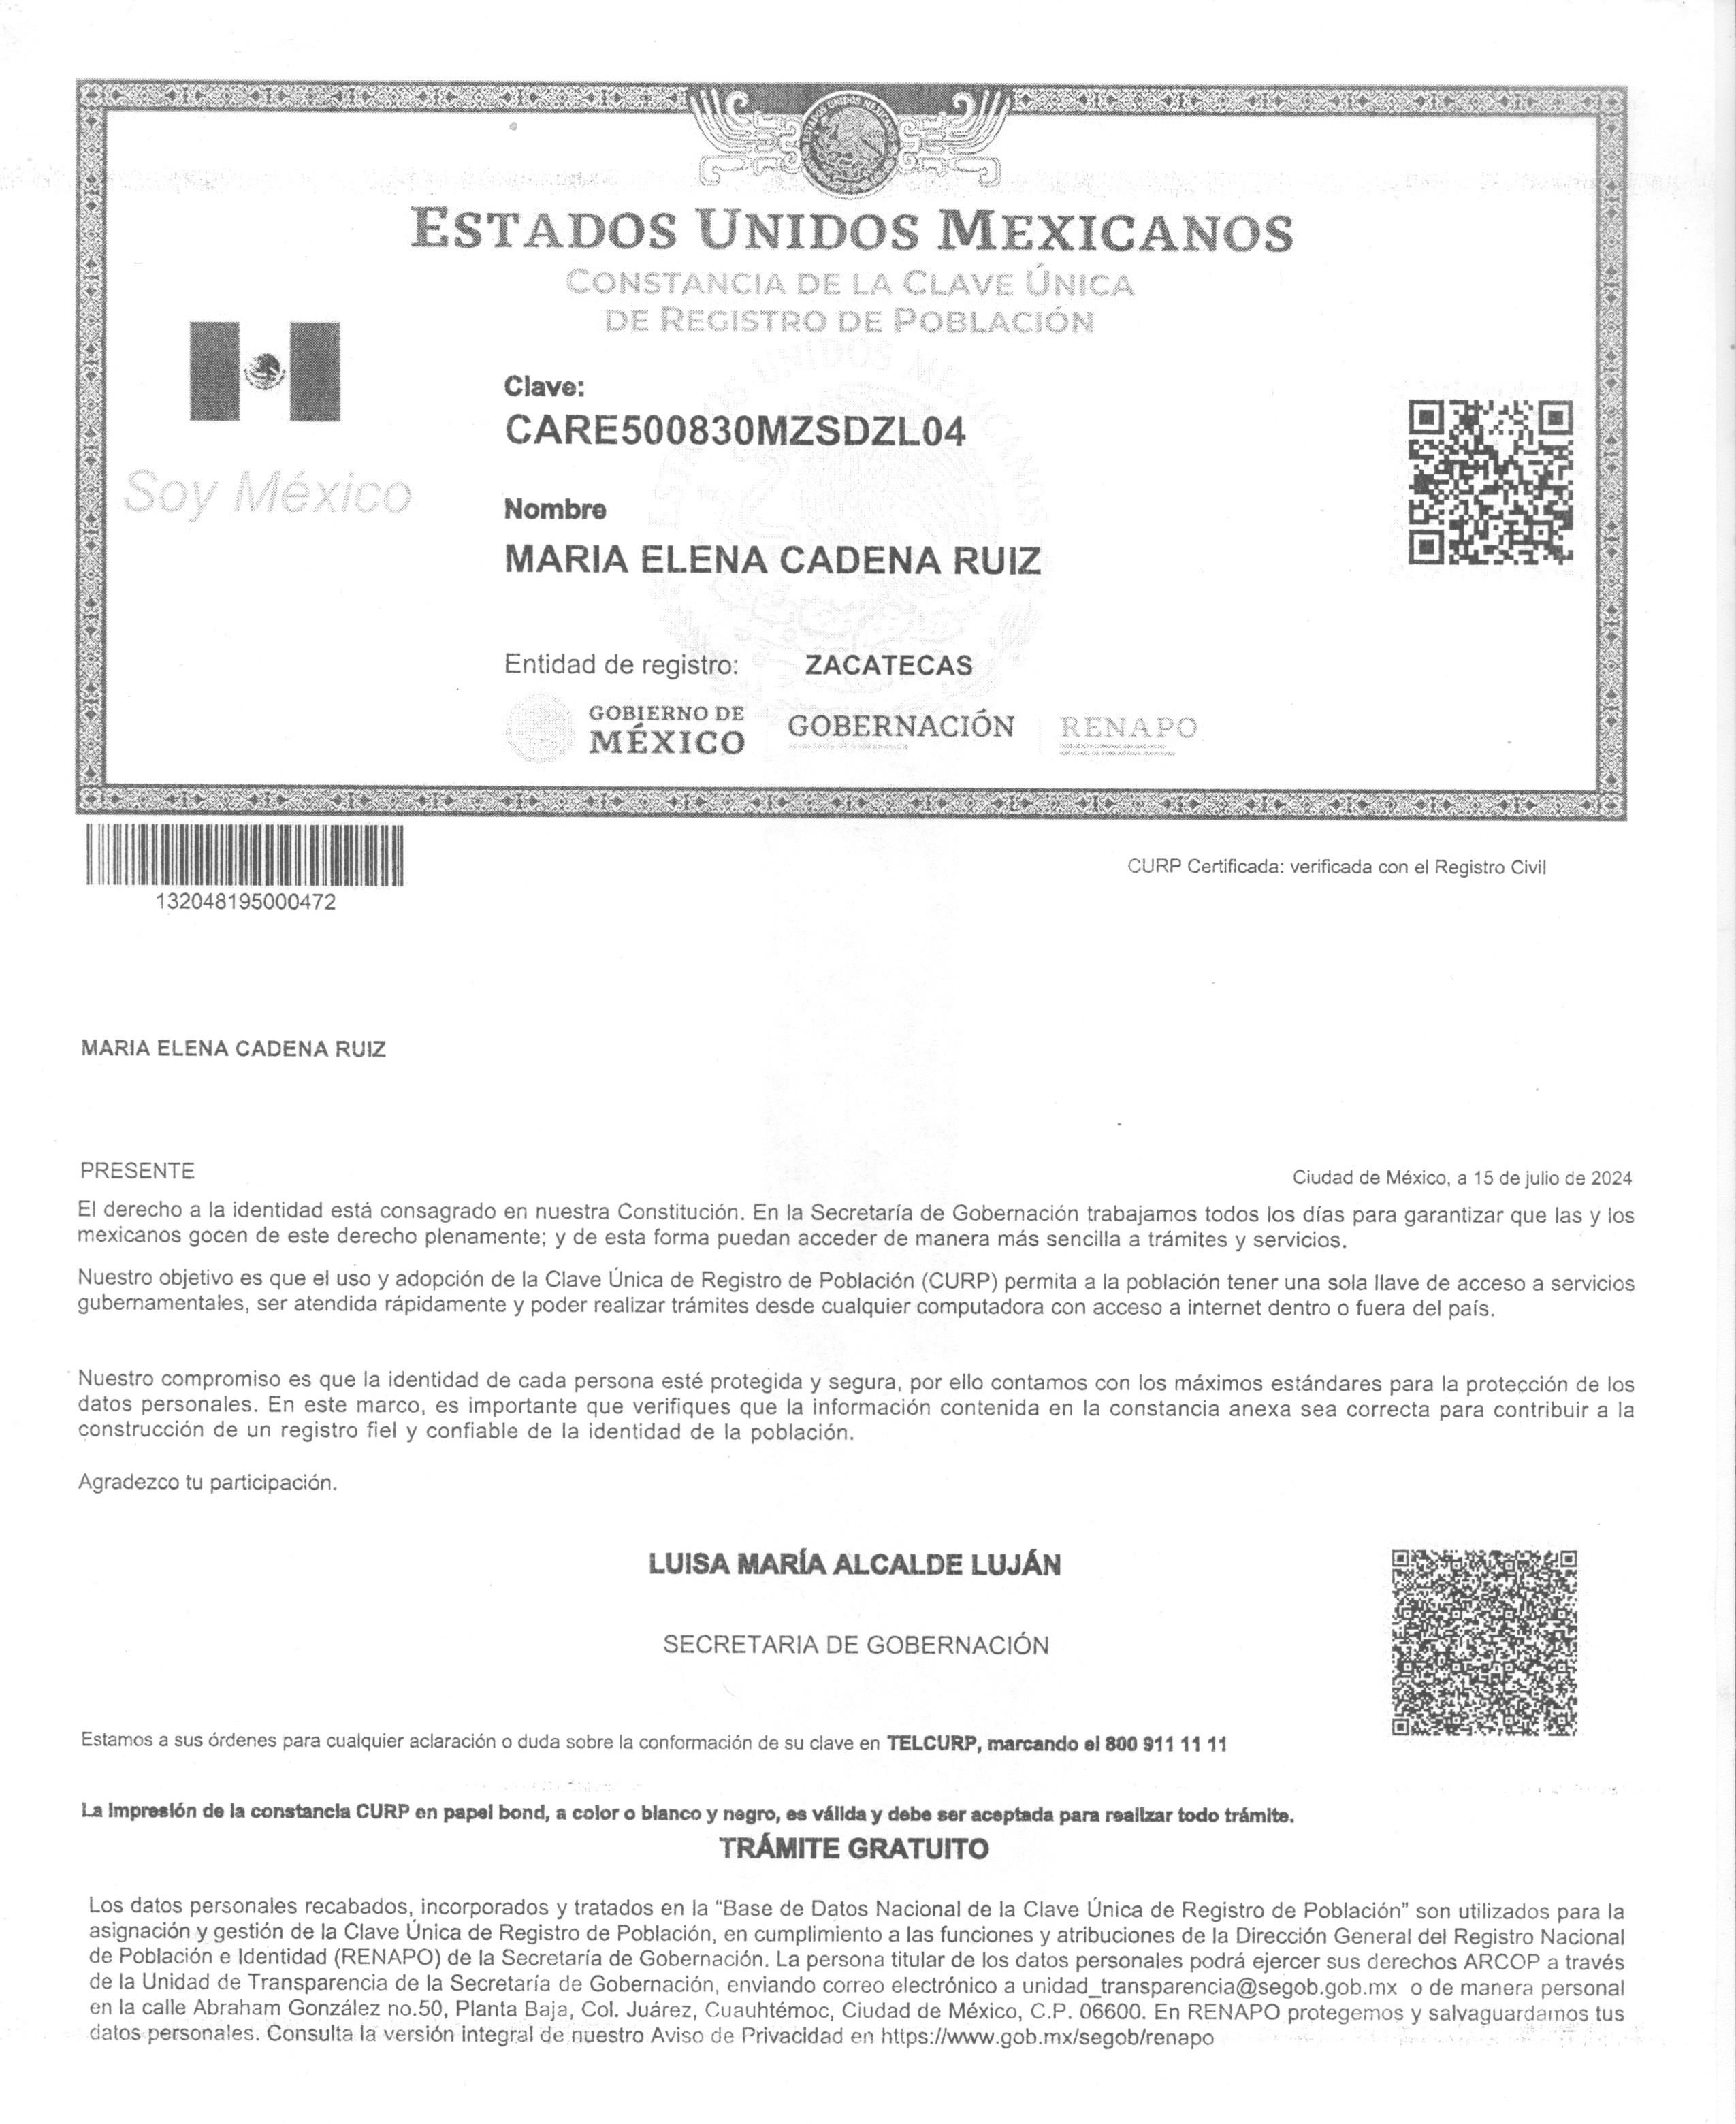 ESTADOS UNIDOS MEXICANOS
CONSTANCIA DE LA CLAVE ÚNICA
DE REGISTRO DE POBLACIÓN
Soy México
Clave:
CARE500830MZSDZL04
Nombre
MARIA ELENA CADENA RUIZ
Entidad de registro: ZACATECAS
GOBIERNO DE
MÉXICO
GOBERNACIÓN
RENAPO
132048195000472
CURP Certificada: verificada con el Registro Civil
MARIA ELENA CADENA RUIZ
PRESENTE
Ciudad de México, a 15 de julio de 2024
El derecho a la identidad está consagrado en nuestra Constitución. En la Secretaría de Gobernación trabajamos todos los días para garantizar que las y los
mexicanos gocen de este derecho plenamente; y de esta forma puedan acceder de manera más sencilla a trámites y servicios.
Nuestro objetivo es que el uso y adopción de la Clave Única de Registro de Población (CURP) permita a la población tener una sola llave de acceso a servicios
gubernamentales, ser atendida rápidamente y poder realizar trámites desde cualquier computadora con acceso a internet dentro o fuera del país.
Nuestro compromiso es que la identidad de cada persona esté protegida y segura, por ello contamos con los máximos estándares para la protección de los
datos personales. En este marco, es importante que verifiques que la información contenida en la constancia anexa sea correcta para contribuir a la
construcción de un registro fiel y confiable de la identidad de la población.
Agradezco tu participación.
LUISA MARÍA ALCALDE LUJÁN
SECRETARIA DE GOBERNACIÓN
Estamos a sus órdenes para cualquier aclaración o duda sobre la conformación de su clave en TELCURP, marcando el 800 911 11 11
La impresión de la constancia CURP en papel bond, a color o blanco y negro, es válida y debe ser aceptada para realizar todo trámite.
TRÁMITE GRATUITO
Los datos personales recabados, incorporados y tratados en la “Base de Datos Nacional de la Clave Única de Registro de Población” son utilizados para la
asignación y gestión de la Clave Única de Registro de Población, en cumplimiento a las funciones y atribuciones de la Dirección General del Registro Nacional
de Población e Identidad (RENAPO) de la Secretaría de Gobernación. La persona titular de los datos personales podrá ejercer sus derechos ARCOP a través
de la Unidad de Transparencia de la Secretaría de Gobernación, enviando correo electrónico a unidad_transparencia@segob.gob.mx o de manera personal
en la calle Abraham González no.50, Planta Baja, Col. Juárez, Cuauhtémoc, Ciudad de México, C.P. 06600. En RENAPO protegemos y salvaguardamos tus
datos personales. Consulta la versión integral de nuestro Aviso de Privacidad en https://www.gob.mx/segob/renapo